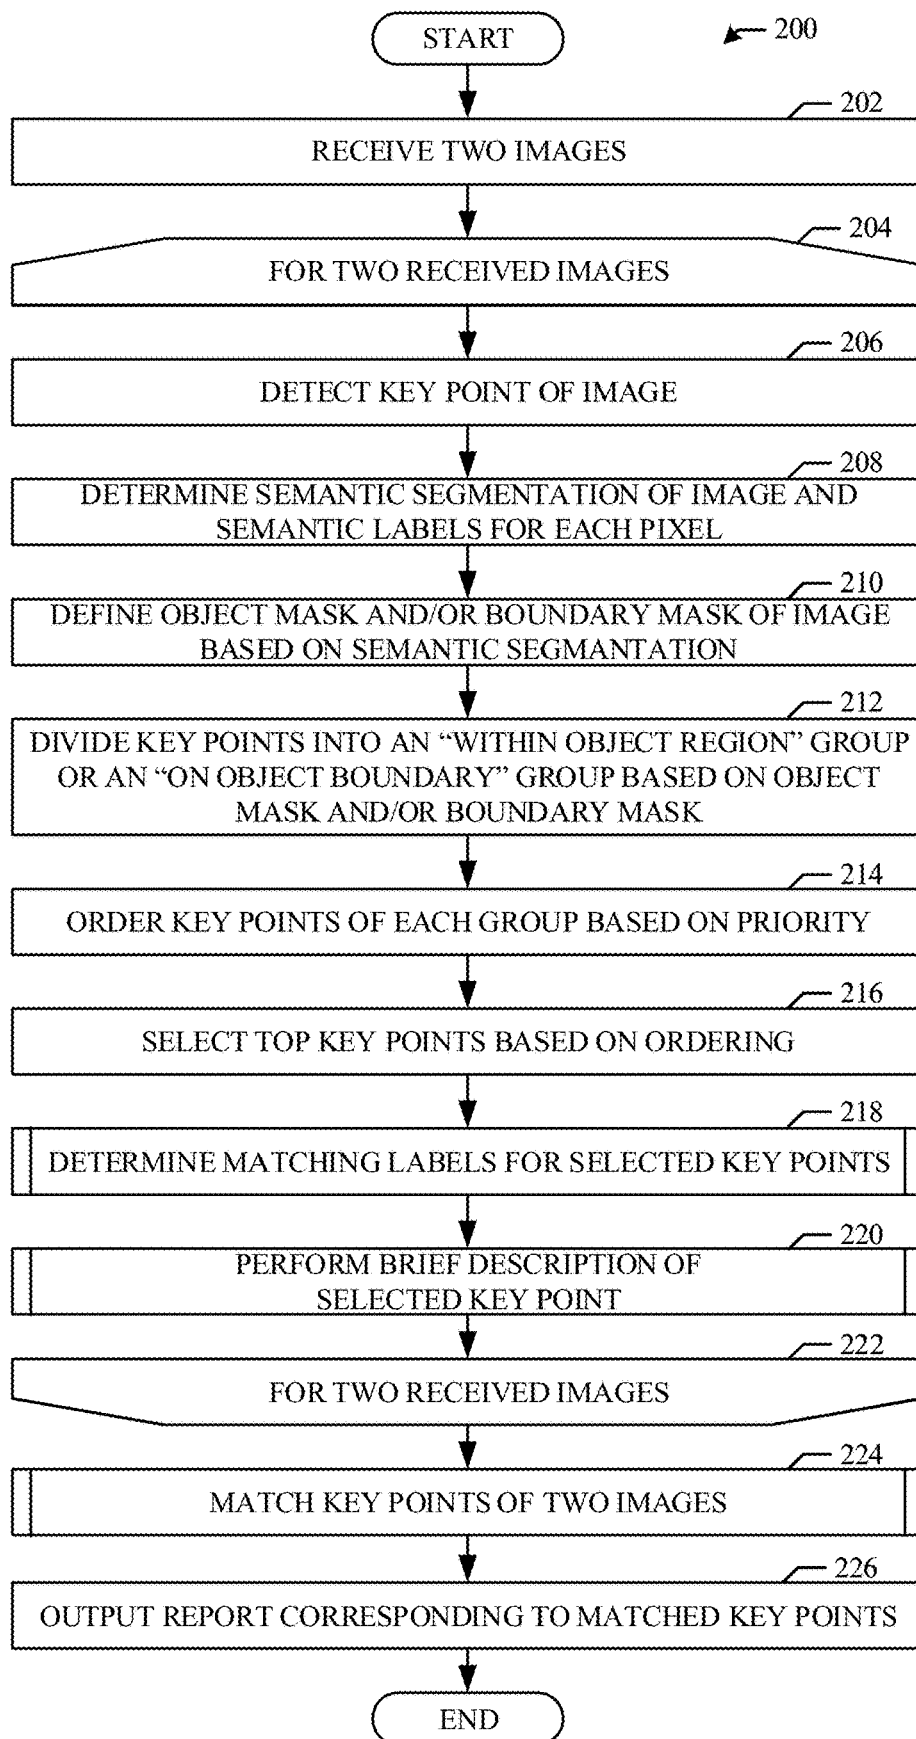 START
200
202
RECEIVE TWO IMAGES
204
FOR TWO RECEIVED IMAGES
206
DETECT KEY POINT OF IMAGE
208
DETERMINE SEMANTIC SEGMENTATION OF IMAGE AND
SEMANTIC LABELS FOR EACH PIXEL
210
DEFINE OBJECT MASK AND/OR BOUNDARY MASK OF IMAGE
BASED ON SEMANTIC SEGMANTATION
212
DIVIDE KEY POINTS INTO AN “WITHIN OBJECT REGION” GROUP
OR AN “ON OBJECT BOUNDARY” GROUP BASED ON OBJECT
MASK AND/OR BOUNDARY MASK
214
ORDER KEY POINTS OF EACH GROUP BASED ON PRIORITY
216
SELECT TOP KEY POINTS BASED ON ORDERING
218
DETERMINE MATCHING LABELS FOR SELECTED KEY POINTS
220
PERFORM BRIEF DESCRIPTION OF
SELECTED KEY POINT
222
FOR TWO RECEIVED IMAGES
224
MATCH KEY POINTS OF TWO IMAGES
226
OUTPUT REPORT CORRESPONDING TO MATCHED KEY POINTS
END